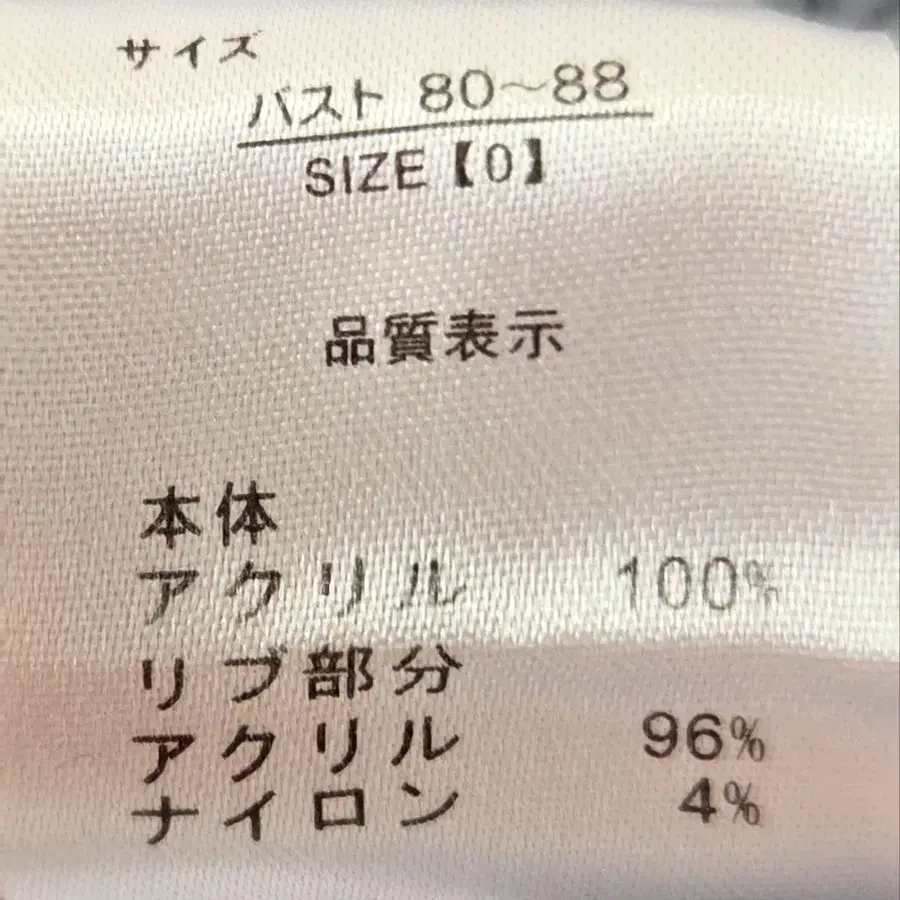 サイズ
バスト 80～88
SIZE【0】
品質表示
本体
アクリル 100%
リブ部分
アクリル 96%
ナイロン 4%